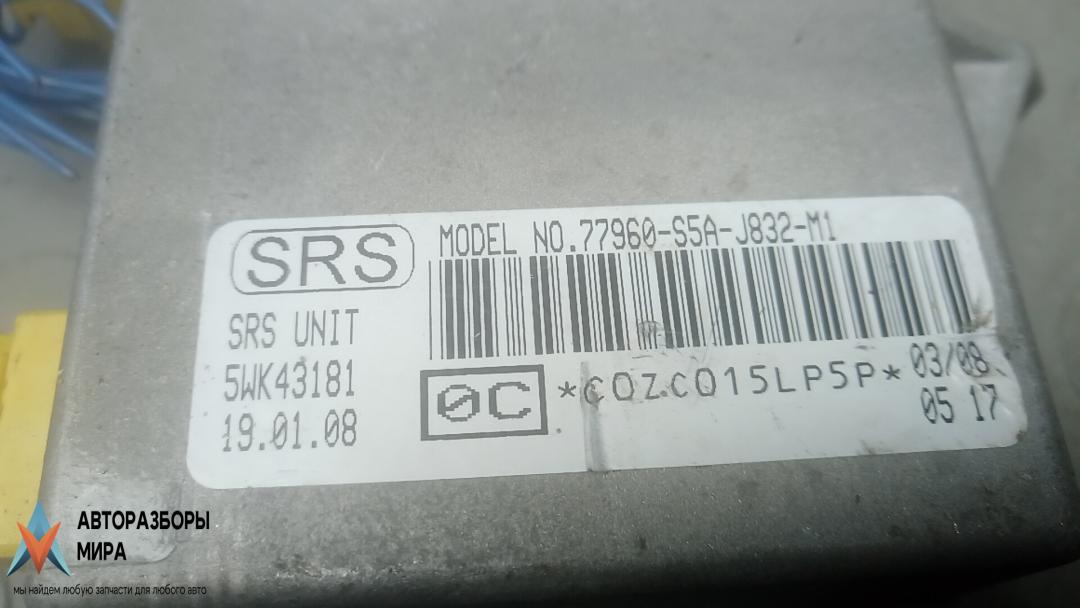 SRS
MODEL NO.77960-S5A-J832-M1
SRS UNIT
5WK43181
19.01.08
0C
*C0ZC015LP5P*
03/08
05 17
АВТОРАЗБОРЫ
МИРА
мы найдем любую запчасти для любого авто